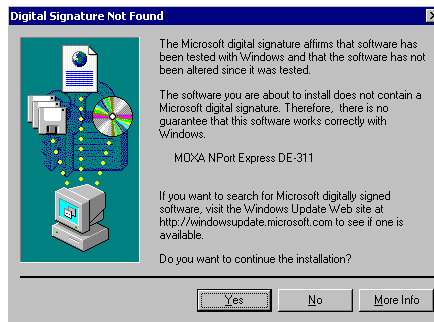 Digital Signature Not Found
The Microsoft digital signature affirms that software has
been tested with Windows and that the software has not
been altered since it was tested.
The software you are about to install does not contain a
Microsoft digital signature. Therefore, there is no
guarantee that this software works correctly with
Windows.
MOXA NPort Express DE-311
If you want to search for Microsoft digitally signed
software, visit the Windows Update Web site at
http://windowsupdate.microsoft.com to see if one is
available.
Do you want to continue the installation?
Yes No More Info